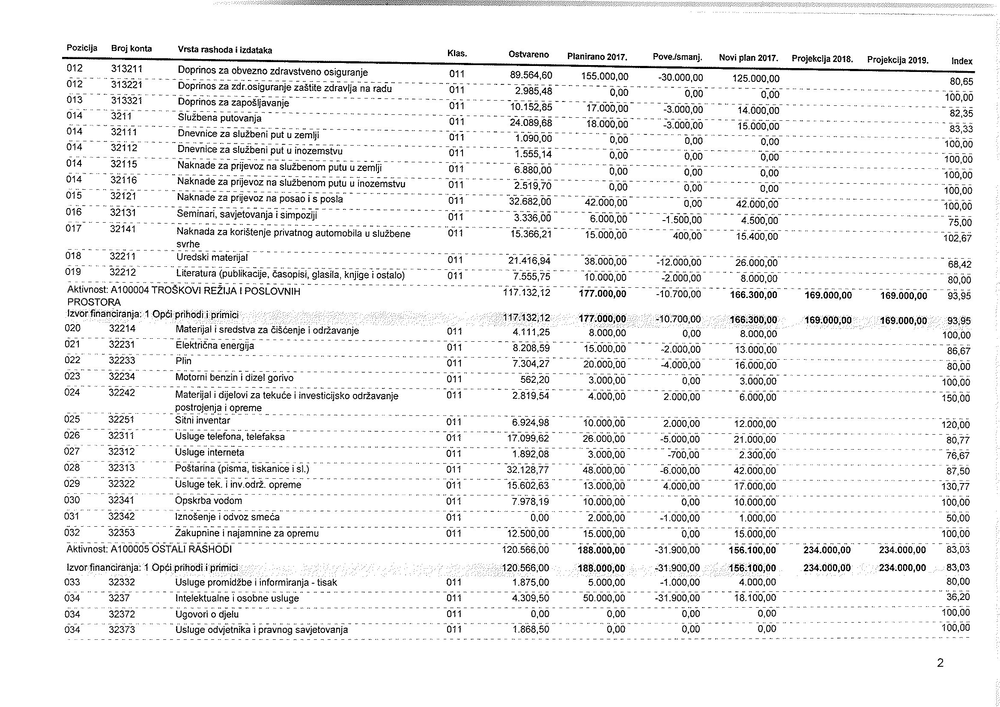 Pozicija Broj konta Vrsta rashoda i izdataka Klas. Ostvareno Planirano 2017. Pove./smanj. Novi plan 2017. Projekcija 2018. Projekcija 2019. Index
012 313211 Doprinos za obvezno zdravstveno osiguranje 011 89.564,60 155.000,00 -30.000,00 125.000,00 80,65
012 313221 Doprinos za zdr.osiguranje zaštite zdravlja na radu 011 2.985,48 0,00 0,00 0,00 100,00
013 313321 Doprinos za zapošljavanje 011 10.152,85 17.000,00 -3.000,00 14.000,00 82,35
014 3211 Službena putovanja 011 24.089,68 18.000,00 -3.000,00 15.000,00 83,33
014 32111 Dnevnice za službeni put u zemlji 011 1.090,00 0,00 0,00 0,00 100,00
014 32112 Dnevnice za službeni put u inozemstvu 011 1.555,14 0,00 0,00 0,00 100,00
014 32115 Naknade za prijevoz na službenom putu u zemlji 011 6.880,00 0,00 0,00 0,00 100,00
014 32116 Naknade za prijevoz na službenom putu u inozemstvu 011 2.519,70 0,00 0,00 0,00 100,00
015 32121 Naknade za prijevoz na posao i s posla 011 32.682,00 42.000,00 0,00 42.000,00 100,00
016 32131 Seminari, savjetovanja i simpoziji 011 3.336,00 6.000,00 -1.500,00 4.500,00 75,00
017 32141 Naknada za korištenje privatnog automobila u službene 011 15.366,21 15.000,00 400,00 15.400,00 102,67
svrhe
018 32211 Uredski materijal 011 21.416,94 38.000,00 -12.000,00 26.000,00 68,42
019 32212 Literatura (publikacije, časopisi, glasila, knjige i ostalo) 011 7.555,75 10.000,00 -2.000,00 8.000,00 80,00
Aktivnost: A100004 TROŠKOVI REŽIJA I POSLOVNIH 117.132,12 177.000,00 -10.700,00 166.300,00 169.000,00 169.000,00 93,95
PROSTORA
Izvor financiranja: 1 Opći prihodi i primici 117.132,12 177.000,00 -10.700,00 166.300,00 169.000,00 169.000,00 93,95
020 32214 Materijal i sredstva za čišćenje i održavanje 011 4.111,25 8.000,00 0,00 8.000,00 100,00
021 32231 Električna energija 011 8.208,59 15.000,00 -2.000,00 13.000,00 86,67
022 32233 Plin 011 7.304,27 20.000,00 -4.000,00 16.000,00 80,00
023 32234 Motorni benzin i dizel gorivo 011 562,20 3.000,00 0,00 3.000,00 100,00
024 32242 Materijal i dijelovi za tekuće i investicijsko održavanje 011 2.819,54 4.000,00 2.000,00 6.000,00 150,00
postrojenja i opreme
025 32251 Sitni inventar 011 6.924,98 10.000,00 2.000,00 12.000,00 120,00
026 32311 Usluge telefona, telefaksa 011 17.099,62 26.000,00 -5.000,00 21.000,00 80,77
027 32312 Usluge interneta 011 1.892,08 3.000,00 -700,00 2.300,00 76,67
028 32313 Poštarina (pisma, tiskanice i sl.) 011 32.128,77 48.000,00 -6.000,00 42.000,00 87,50
029 32322 Usluge tek. i inv.održ. opreme 011 15.602,63 13.000,00 4.000,00 17.000,00 130,77
030 32341 Opskrba vodom 011 7.978,19 10.000,00 0,00 10.000,00 100,00
031 32342 Iznošenje i odvoz smeća 011 0,00 2.000,00 -1.000,00 1.000,00 50,00
032 32353 Zakupnine i najamnine za opremu 011 12.500,00 15.000,00 0,00 15.000,00 100,00
Aktivnost: A100005 OSTALI RASHODI 120.566,00 188.000,00 -31.900,00 156.100,00 234.000,00 234.000,00 83,03
Izvor financiranja: 1 Opći prihodi i primici 120.566,00 188.000,00 -31.900,00 156.100,00 234.000,00 234.000,00 83,03
033 32332 Usluge promidžbe i informiranja - tisak 011 1.875,00 5.000,00 -1.000,00 4.000,00 80,00
034 3237 Intelektualne i osobne usluge 011 4.309,50 50.000,00 -31.900,00 18.100,00 36,20
034 32372 Ugovori o djelu 011 0,00 0,00 0,00 0,00 100,00
034 32373 Usluge odvjetnika i pravnog savjetovanja 011 1.868,50 0,00 0,00 0,00 100,00
2